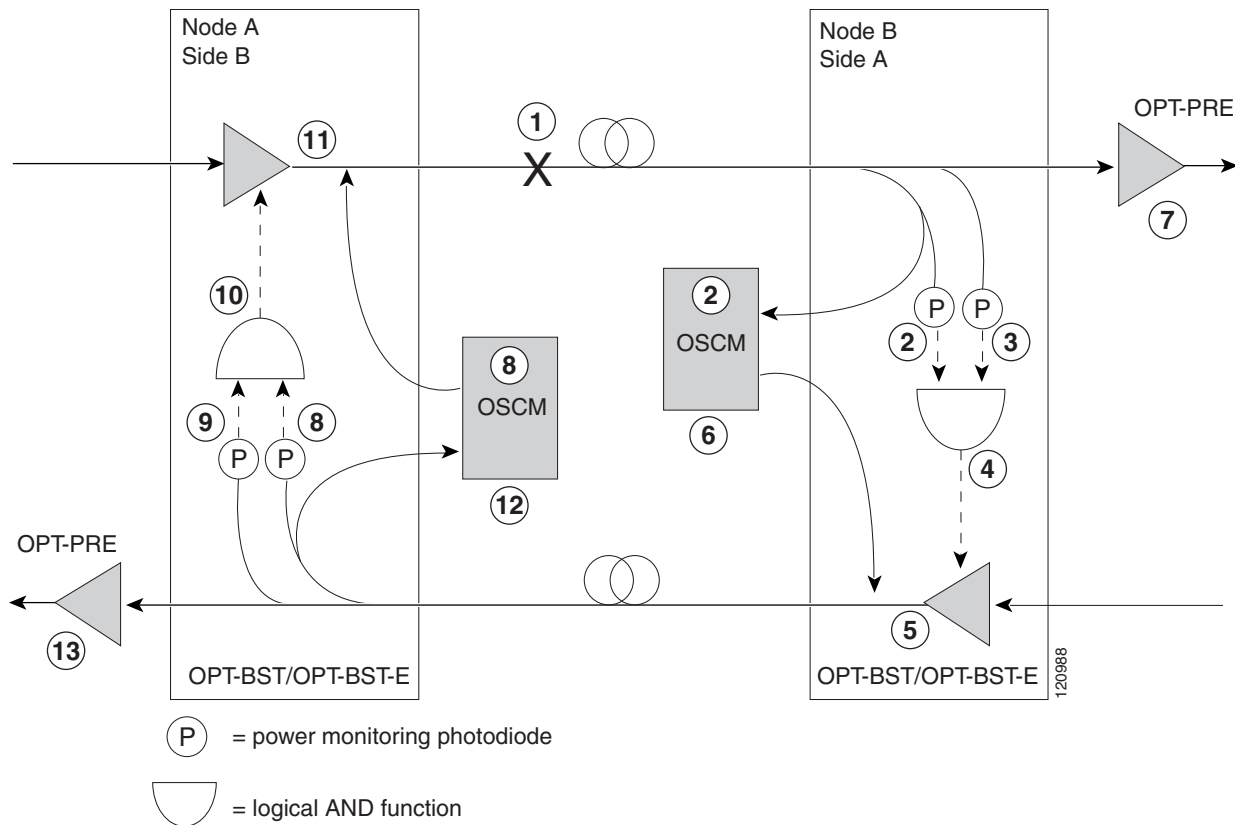 Node A
Side B
Node B
Side A
1
11
OPT-PRE
X
7
10
2
OSCM
P
P
2
3
8
OSCM
9
8
6
4
P
P
12
OPT-PRE
13
5
OPT-BST/OPT-BST-E
OPT-BST/OPT-BST-E
120988
P
= power monitoring photodiode
= logical AND function